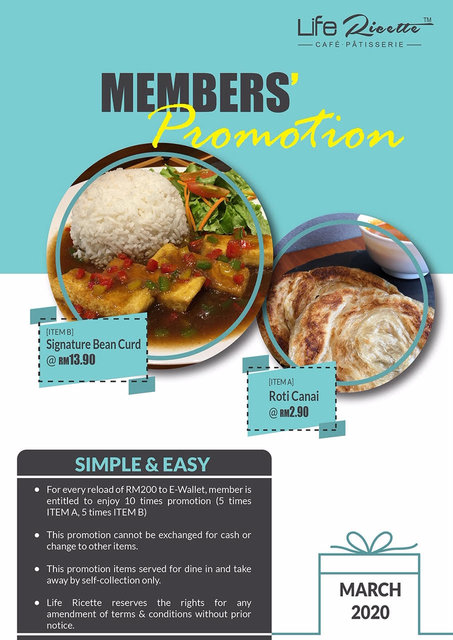 Life Ricette TM
CAFÉ PÂTISSERIE
MEMBERS'
Promotion
[ITEM B]
Signature Bean Curd
@ RM13.90
[ITEM A]
Roti Canai
@ RM2.90
SIMPLE & EASY
• For every reload of RM200 to E-Wallet, member is
entitled to enjoy 10 times promotion (5 times
ITEM A, 5 times ITEM B)
• This promotion cannot be exchanged for cash or
change to other items.
• This promotion items served for dine in and take
away by self-collection only.
• Life Ricette reserves the rights for any
amendment of terms & conditions without prior
notice.
MARCH
2020